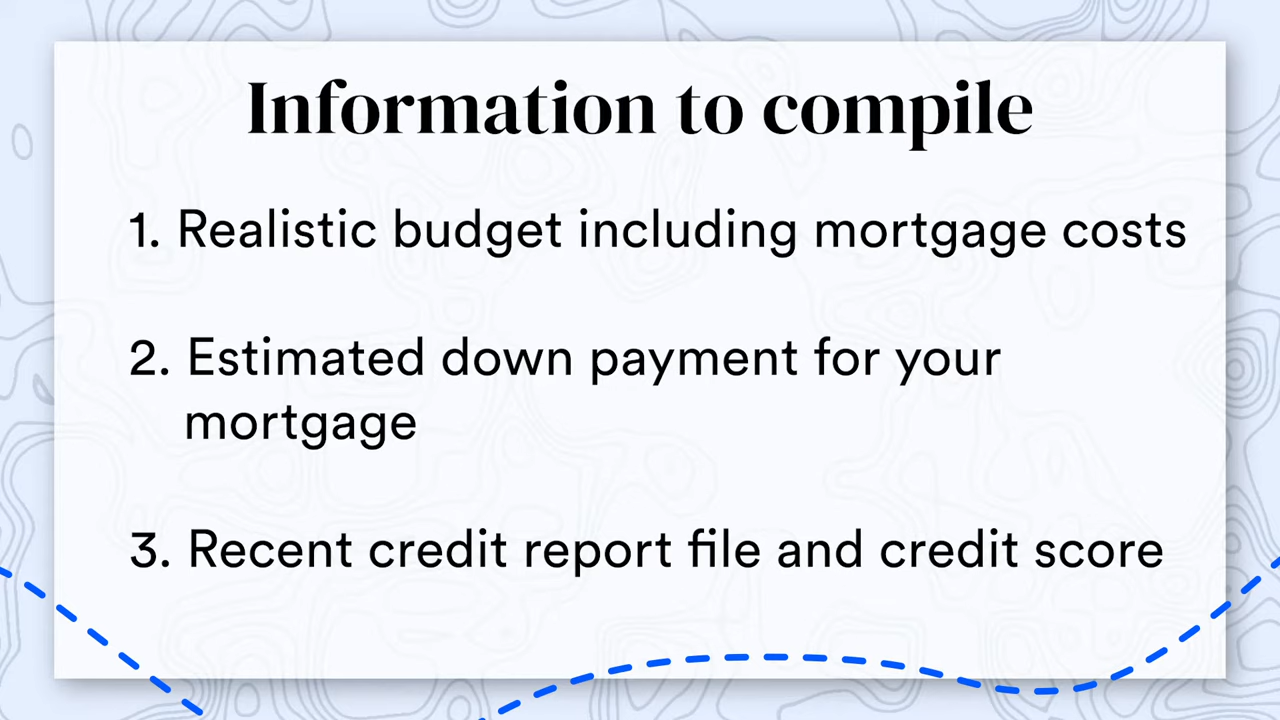 Information to compile
1. Realistic budget including mortgage costs
2. Estimated down payment for your
mortgage
3. Recent credit report file and credit score